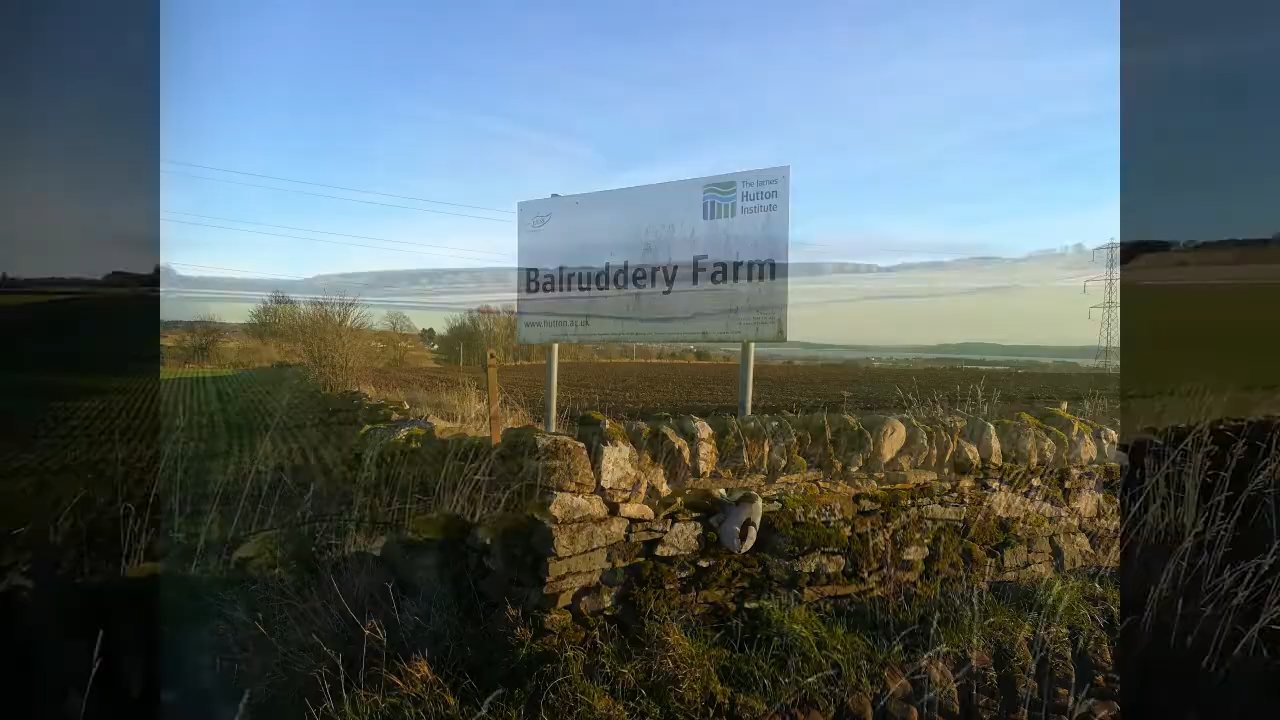 The James
Hutton
Institute
Balruddery Farm
www.hutton.ac.uk